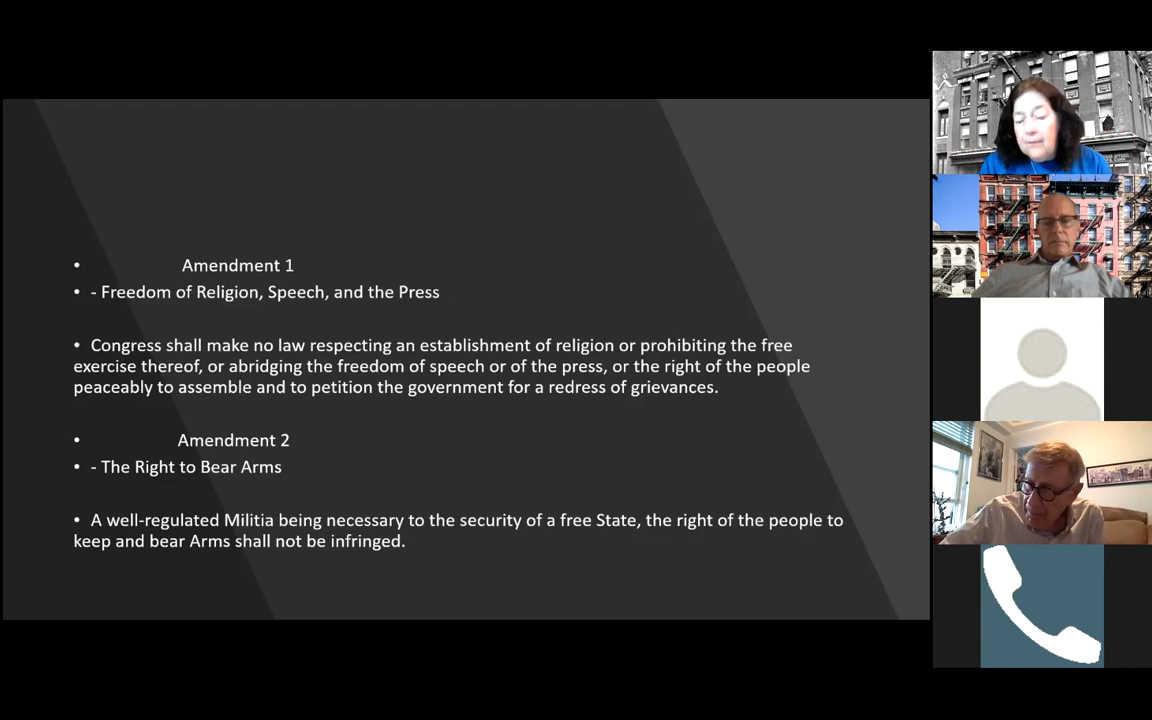 • Amendment 1
• - Freedom of Religion, Speech, and the Press
• Congress shall make no law respecting an establishment of religion or prohibiting the free
exercise thereof, or abridging the freedom of speech or of the press, or the right of the people
peaceably to assemble and to petition the government for a redress of grievances.
• Amendment 2
• - The Right to Bear Arms
• A well-regulated Militia being necessary to the security of a free State, the right of the people to
keep and bear Arms shall not be infringed.